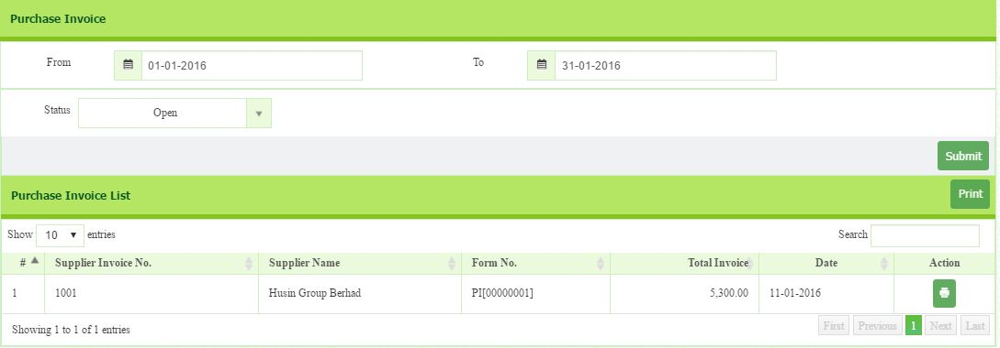 Purchase Invoice
From 01-01-2016 To 31-01-2016
Status Open
Submit
Purchase Invoice List Print
Show 10 entries Search
# Supplier Invoice No. Supplier Name Form No. Total Invoice Date Action
1 1001 Husin Group Berhad PI[00000001] 5,300.00 11-01-2016
Showing 1 to 1 of 1 entries First Previous 1 Next Last